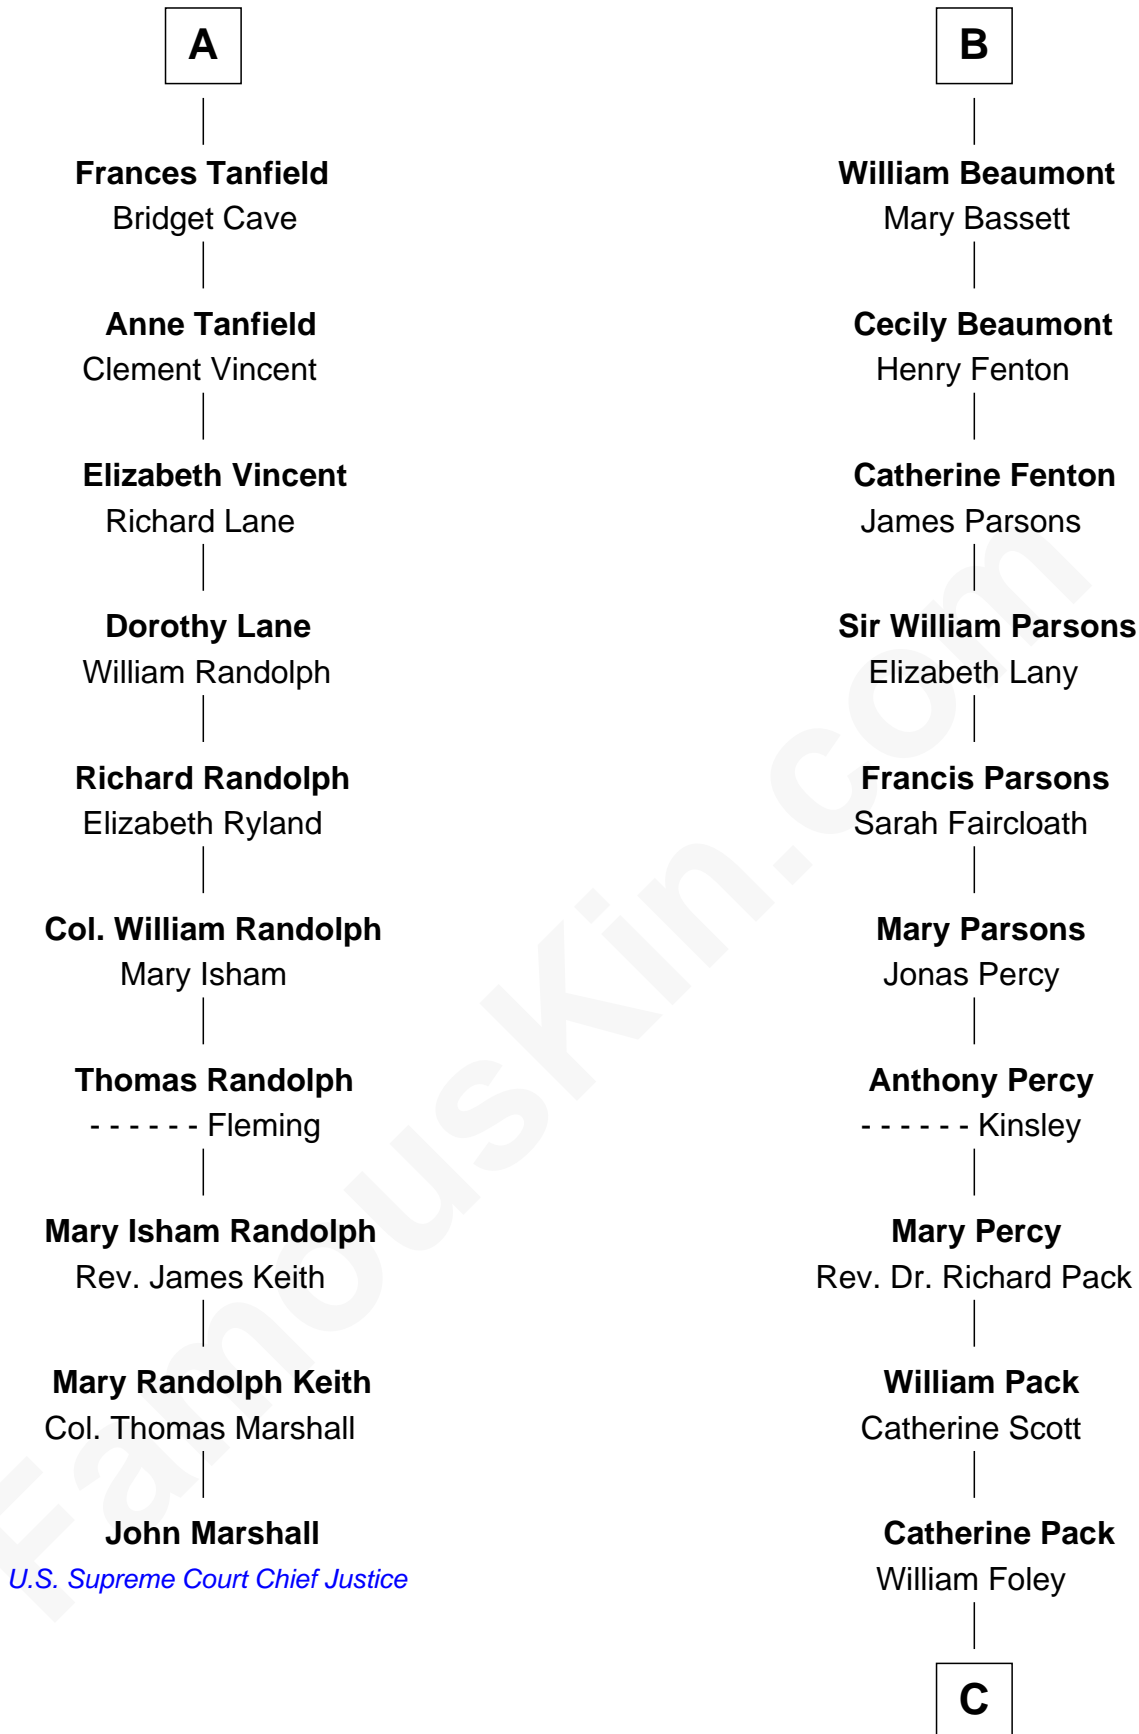 A
Frances Tanfield
Bridget Cave
Anne Tanfield
Clement Vincent
Elizabeth Vincent
Richard Lane
Dorothy Lane
William Randolph
Richard Randolph
Elizabeth Ryland
Col. William Randolph
Mary Isham
Thomas Randolph
- - - - - - Fleming
Mary Isham Randolph
Rev. James Keith
Mary Randolph Keith
Col. Thomas Marshall
John Marshall
U.S. Supreme Court Chief Justice
B
William Beaumont
Mary Bassett
Cecily Beaumont
Henry Fenton
Catherine Fenton
James Parsons
Sir William Parsons
Elizabeth Lany
Francis Parsons
Sarah Faircloath
Mary Parsons
Jonas Percy
Anthony Percy
- - - - - - Kinsley
Mary Percy
Rev. Dr. Richard Pack
William Pack
Catherine Scott
Catherine Pack
William Foley
C
FamousKin.com